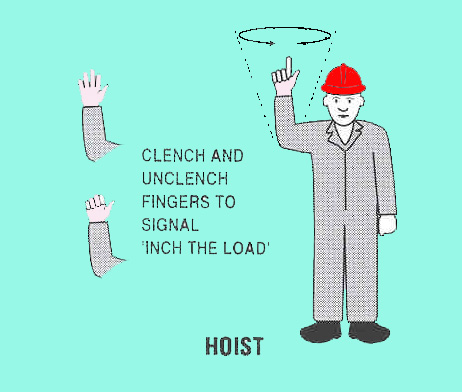 CLENCH AND
UNCLENCH
FINGERS TO
SIGNAL
'INCH THE LOAD'
HOIST